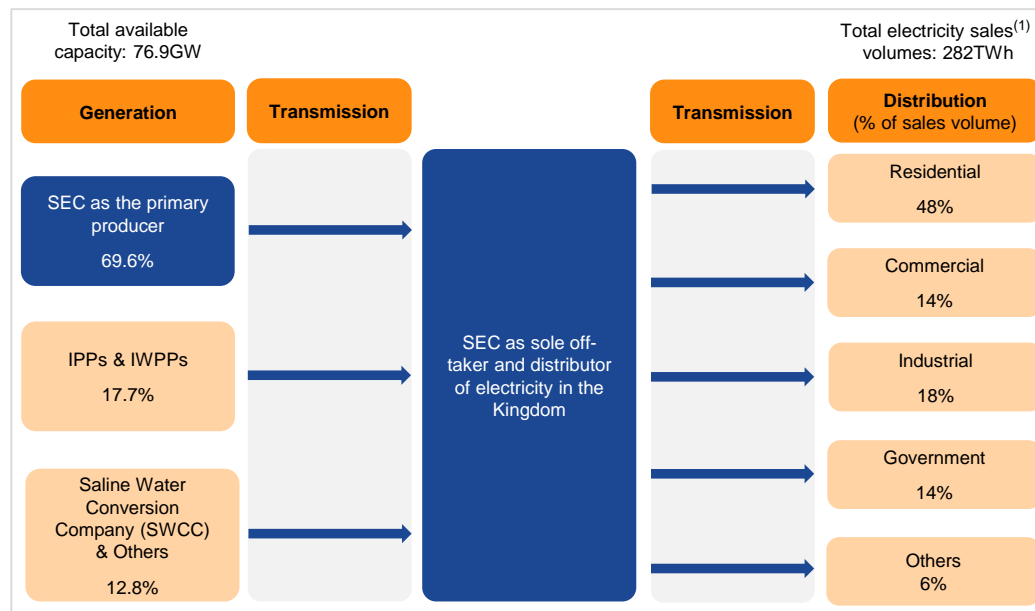 Total available
capacity: 76.9GW
Total electricity sales(1)
volumes: 282TWh
Generation
Transmission
Transmission
Distribution
(% of sales volume)
SEC as the primary
producer
69.6%
IPPs & IWPPs
17.7%
Saline Water
Conversion
Company (SWCC)
& Others
12.8%
SEC as sole off-
taker and distributor
of electricity in the
Kingdom
Residential
48%
Commercial
14%
Industrial
18%
Government
14%
Others
6%